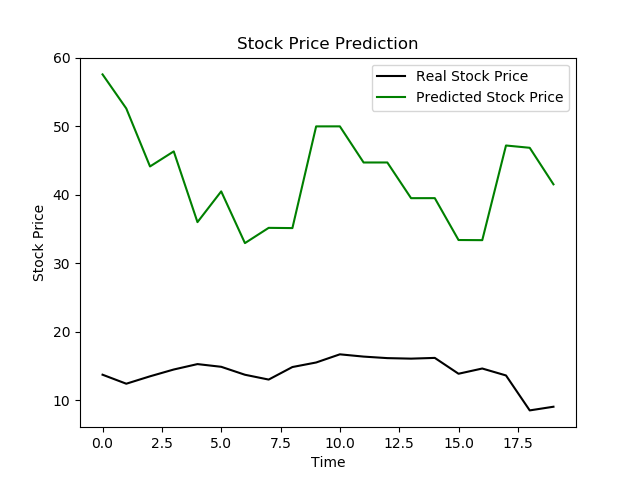 Stock Price Prediction
Real Stock Price
Predicted Stock Price
Stock Price
60
50
40
30
20
10
0.0 2.5 5.0 7.5 10.0 12.5 15.0 17.5
Time